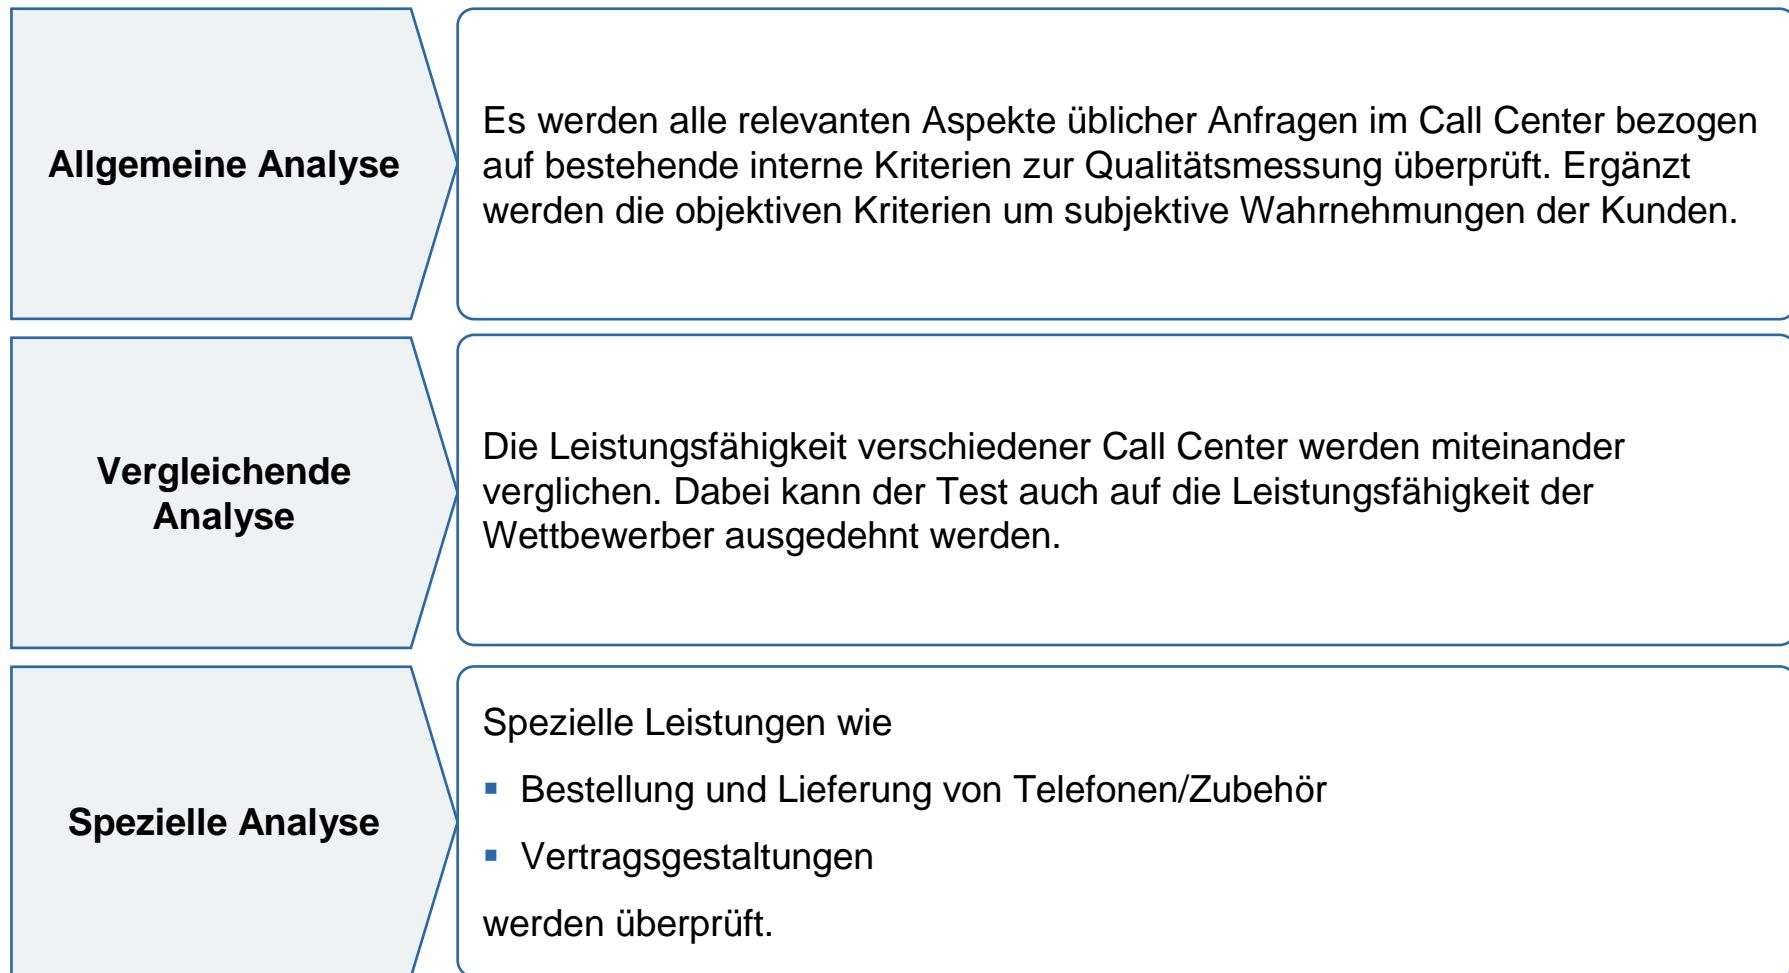 Allgemeine Analyse
Es werden alle relevanten Aspekte üblicher Anfragen im Call Center bezogen
auf bestehende interne Kriterien zur Qualitätsmessung überprüft. Ergänzt
werden die objektiven Kriterien um subjektive Wahrnehmungen der Kunden.
Vergleichende
Analyse
Die Leistungsfähigkeit verschiedener Call Center werden miteinander
verglichen. Dabei kann der Test auch auf die Leistungsfähigkeit der
Wettbewerber ausgedehnt werden.
Spezielle Analyse
Spezielle Leistungen wie
▪ Bestellung und Lieferung von Telefonen/Zubehör
▪ Vertragsgestaltungen
werden überprüft.